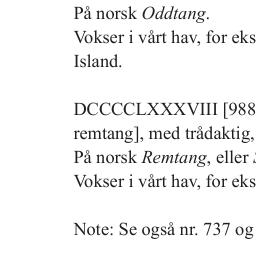 På norsk Oddtang.
Vokser i vårt hav, for eks
Island.
DCCCCLXXXVIII [988
remtang], med trådaktig,
På norsk Remtang, eller
Vokser i vårt hav, for eks
Note: Se også nr. 737 og